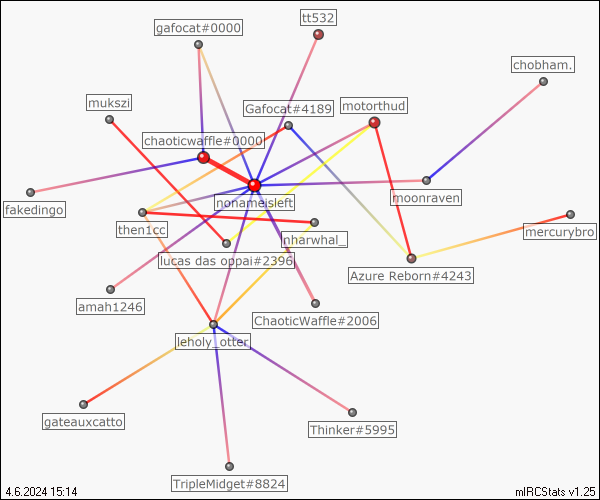 tt532
gafocat#0000
chobham.
mukszi
Gafocat#4189
motorthud
chaoticwaffle#0000
moonraven
nonameisleft
fakedingo
then1cc
nharwhal_
mercurybro
lucas das oppai#2396
Azure Reborn#4243
amah1246
ChaoticWaffle#2006
leholy_otter
gateauxcatto
Thinker#5995
TripleMidget#8824
4.6.2024 15:14
mIRCStats v1.25